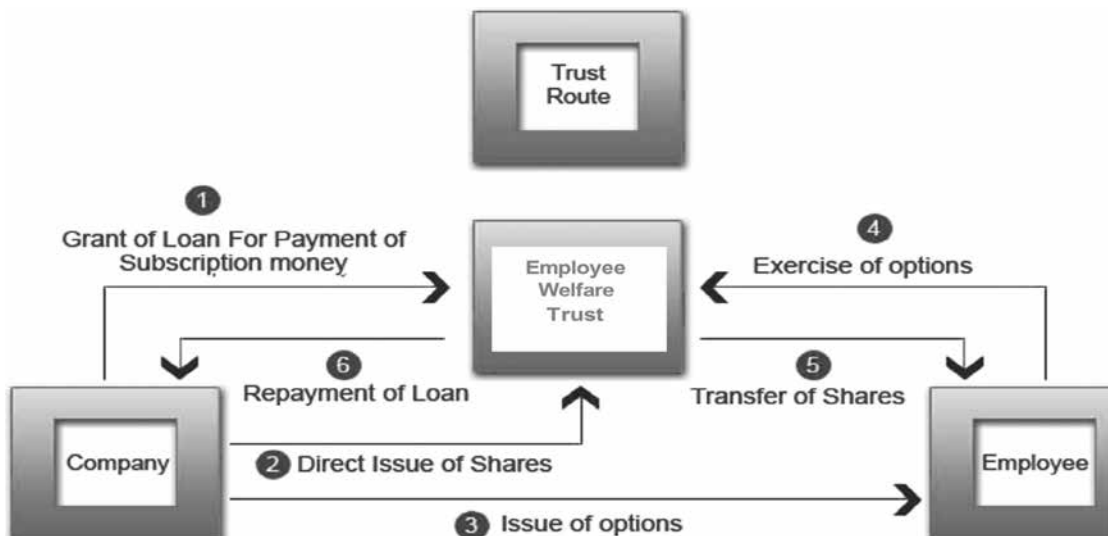 Trust
Route
1
Grant of Loan For Payment of
Subscription money
Employee
Welfare
Trust
4
Exercise of options
6
Repayment of Loan
5
Transfer of Shares
Company
2 Direct Issue of Shares
Employee
3 Issue of options